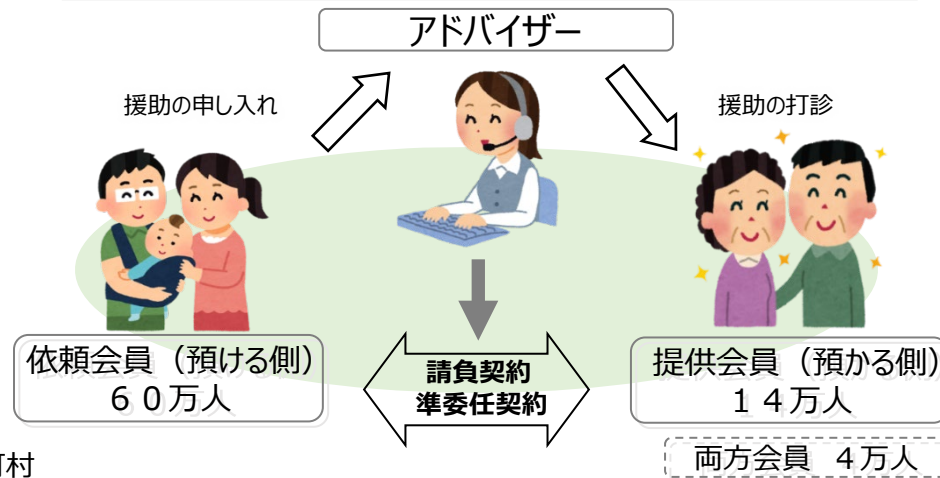 アドバイザー
援助の申し入れ
援助の打診
依頼会員（預ける側）
６０万人
請負契約
準委任契約
提供会員（預かる側）
１４万人
両方会員　４万人
町村